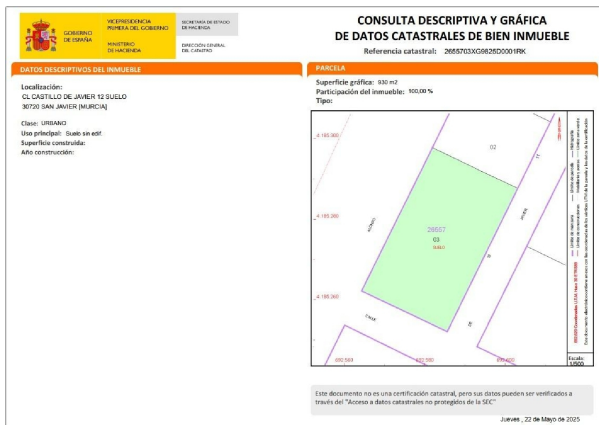 GOBIERNO
DE ESPAÑA
VICEPRESIDENCIA
PRIMERA DEL GOBIERNO
MINISTERIO
DE HACIENDA
SECRETARÍA DE ESTADO
DE HACIENDA
DIRECCIÓN GENERAL
DEL CATASTRO
CONSULTA DESCRIPTIVA Y GRÁFICA
DE DATOS CATASTRALES DE BIEN INMUEBLE
Referencia catastral: 2655703XG9825D0001RK
DATOS DESCRIPTIVOS DEL INMUEBLE
Localización:
CL CASTILLO DE JAVIER 12 SUELO
30720 SAN JAVIER [MURCIA]
Clase: URBANO
Uso principal: Suelo sin edif.
Superficie construida:
Año construcción:
PARCELA
Superficie gráfica: 930 m2
Participación del inmueble: 100,00 %
Tipo:
02
26557
03
SUELO
CALLE
DE
Escala:
1/500
Este documento no es una certificación catastral, pero sus datos pueden ser verificados a
través del "Acceso a datos catastrales no protegidos de la SEC"
Jueves , 22 de Mayo de 2025